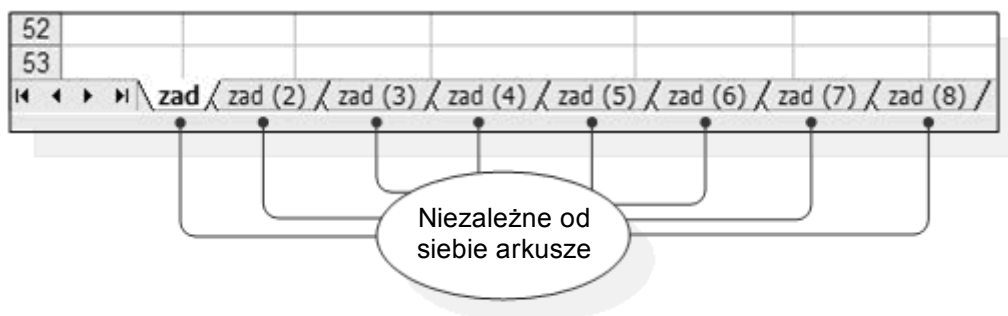 52
53
zad zad (2) zad (3) zad (4) zad (5) zad (6) zad (7) zad (8)
Niezależne od
siebie arkusze